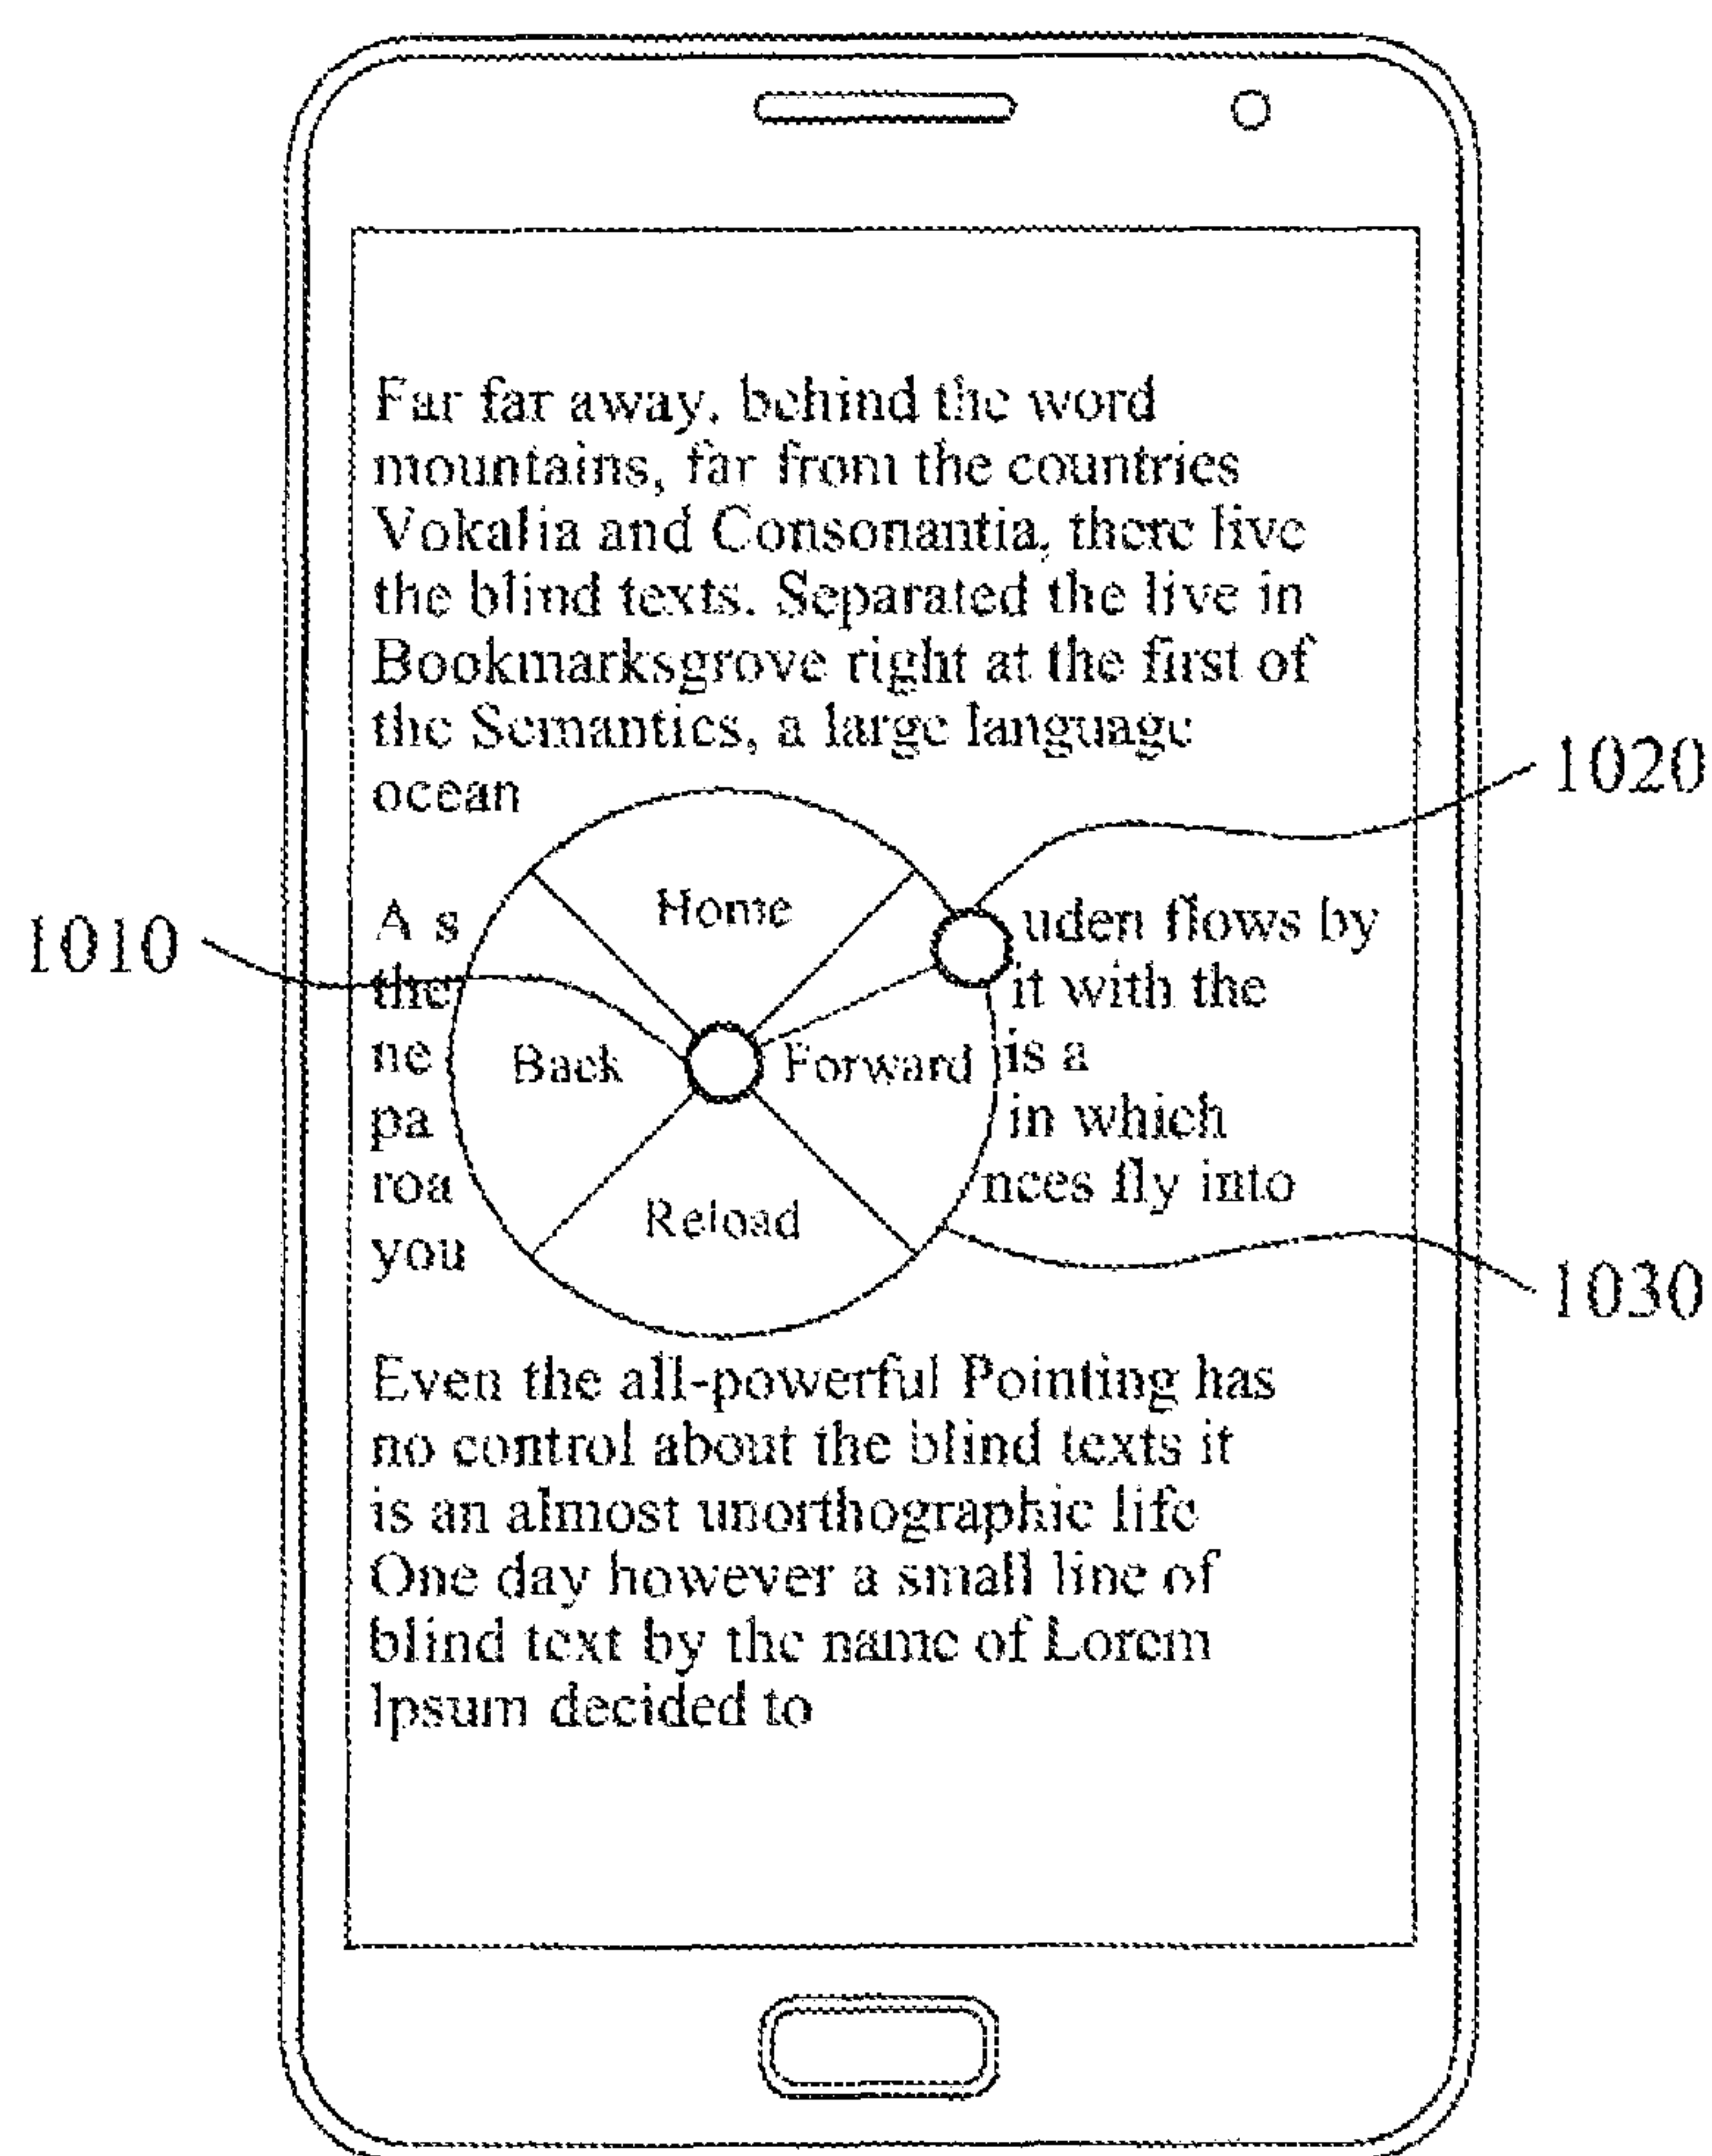 Far far away, behind the word
mountains, far from the countries
Vokalia and Consonantia, there live
the blind texts. Separated the live in
Bookmarksgrove right at the first of
the Semantics, a large language
ocean
1020
Home
A s
uden flows by
1010
the
it with the
ne
Back
Forward
is a
pa
in which
roa
nces fly into
Reload
you
1030
Even the all-powerful Pointing has
no control about the blind texts it
is an almost unorthographic life
One day however a small line of
blind text by the name of Lorem
Ipsum decided to